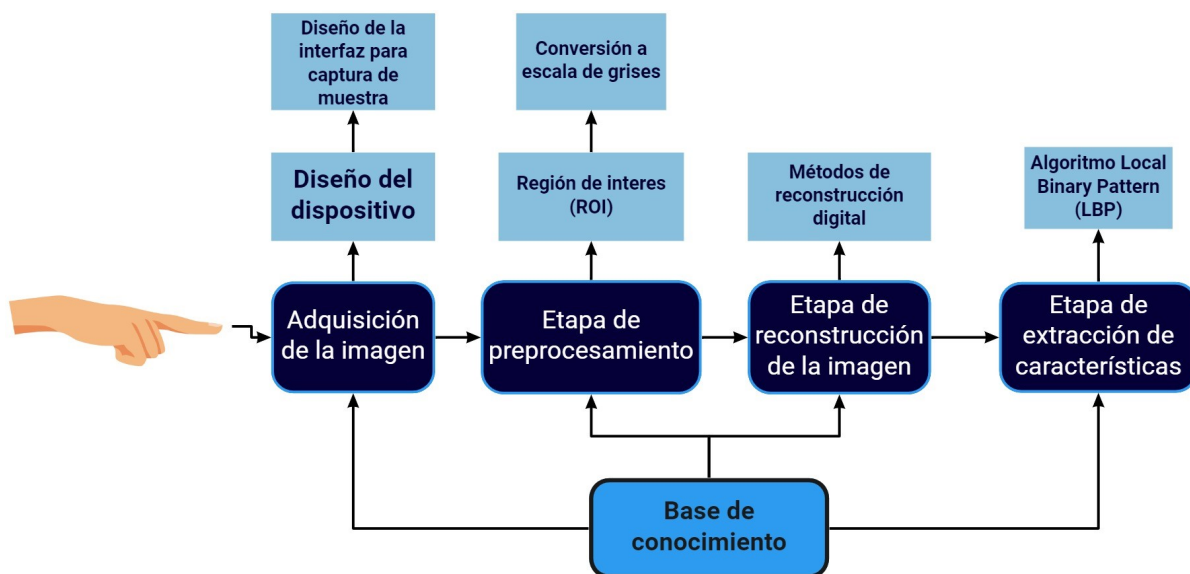 Diseño de la
interfaz para
captura de
muestra
Conversión a
escala de grises
Diseño del
dispositivo
Región de interes
(ROI)
Métodos de
reconstrucción
digital
Algoritmo Local
Binary Pattern
(LBP)
Adquisición
de la imagen
Etapa de
preprocesamiento
Etapa de
reconstrucción
de la imagen
Etapa de
extracción de
característícas
Base de
conocimiento